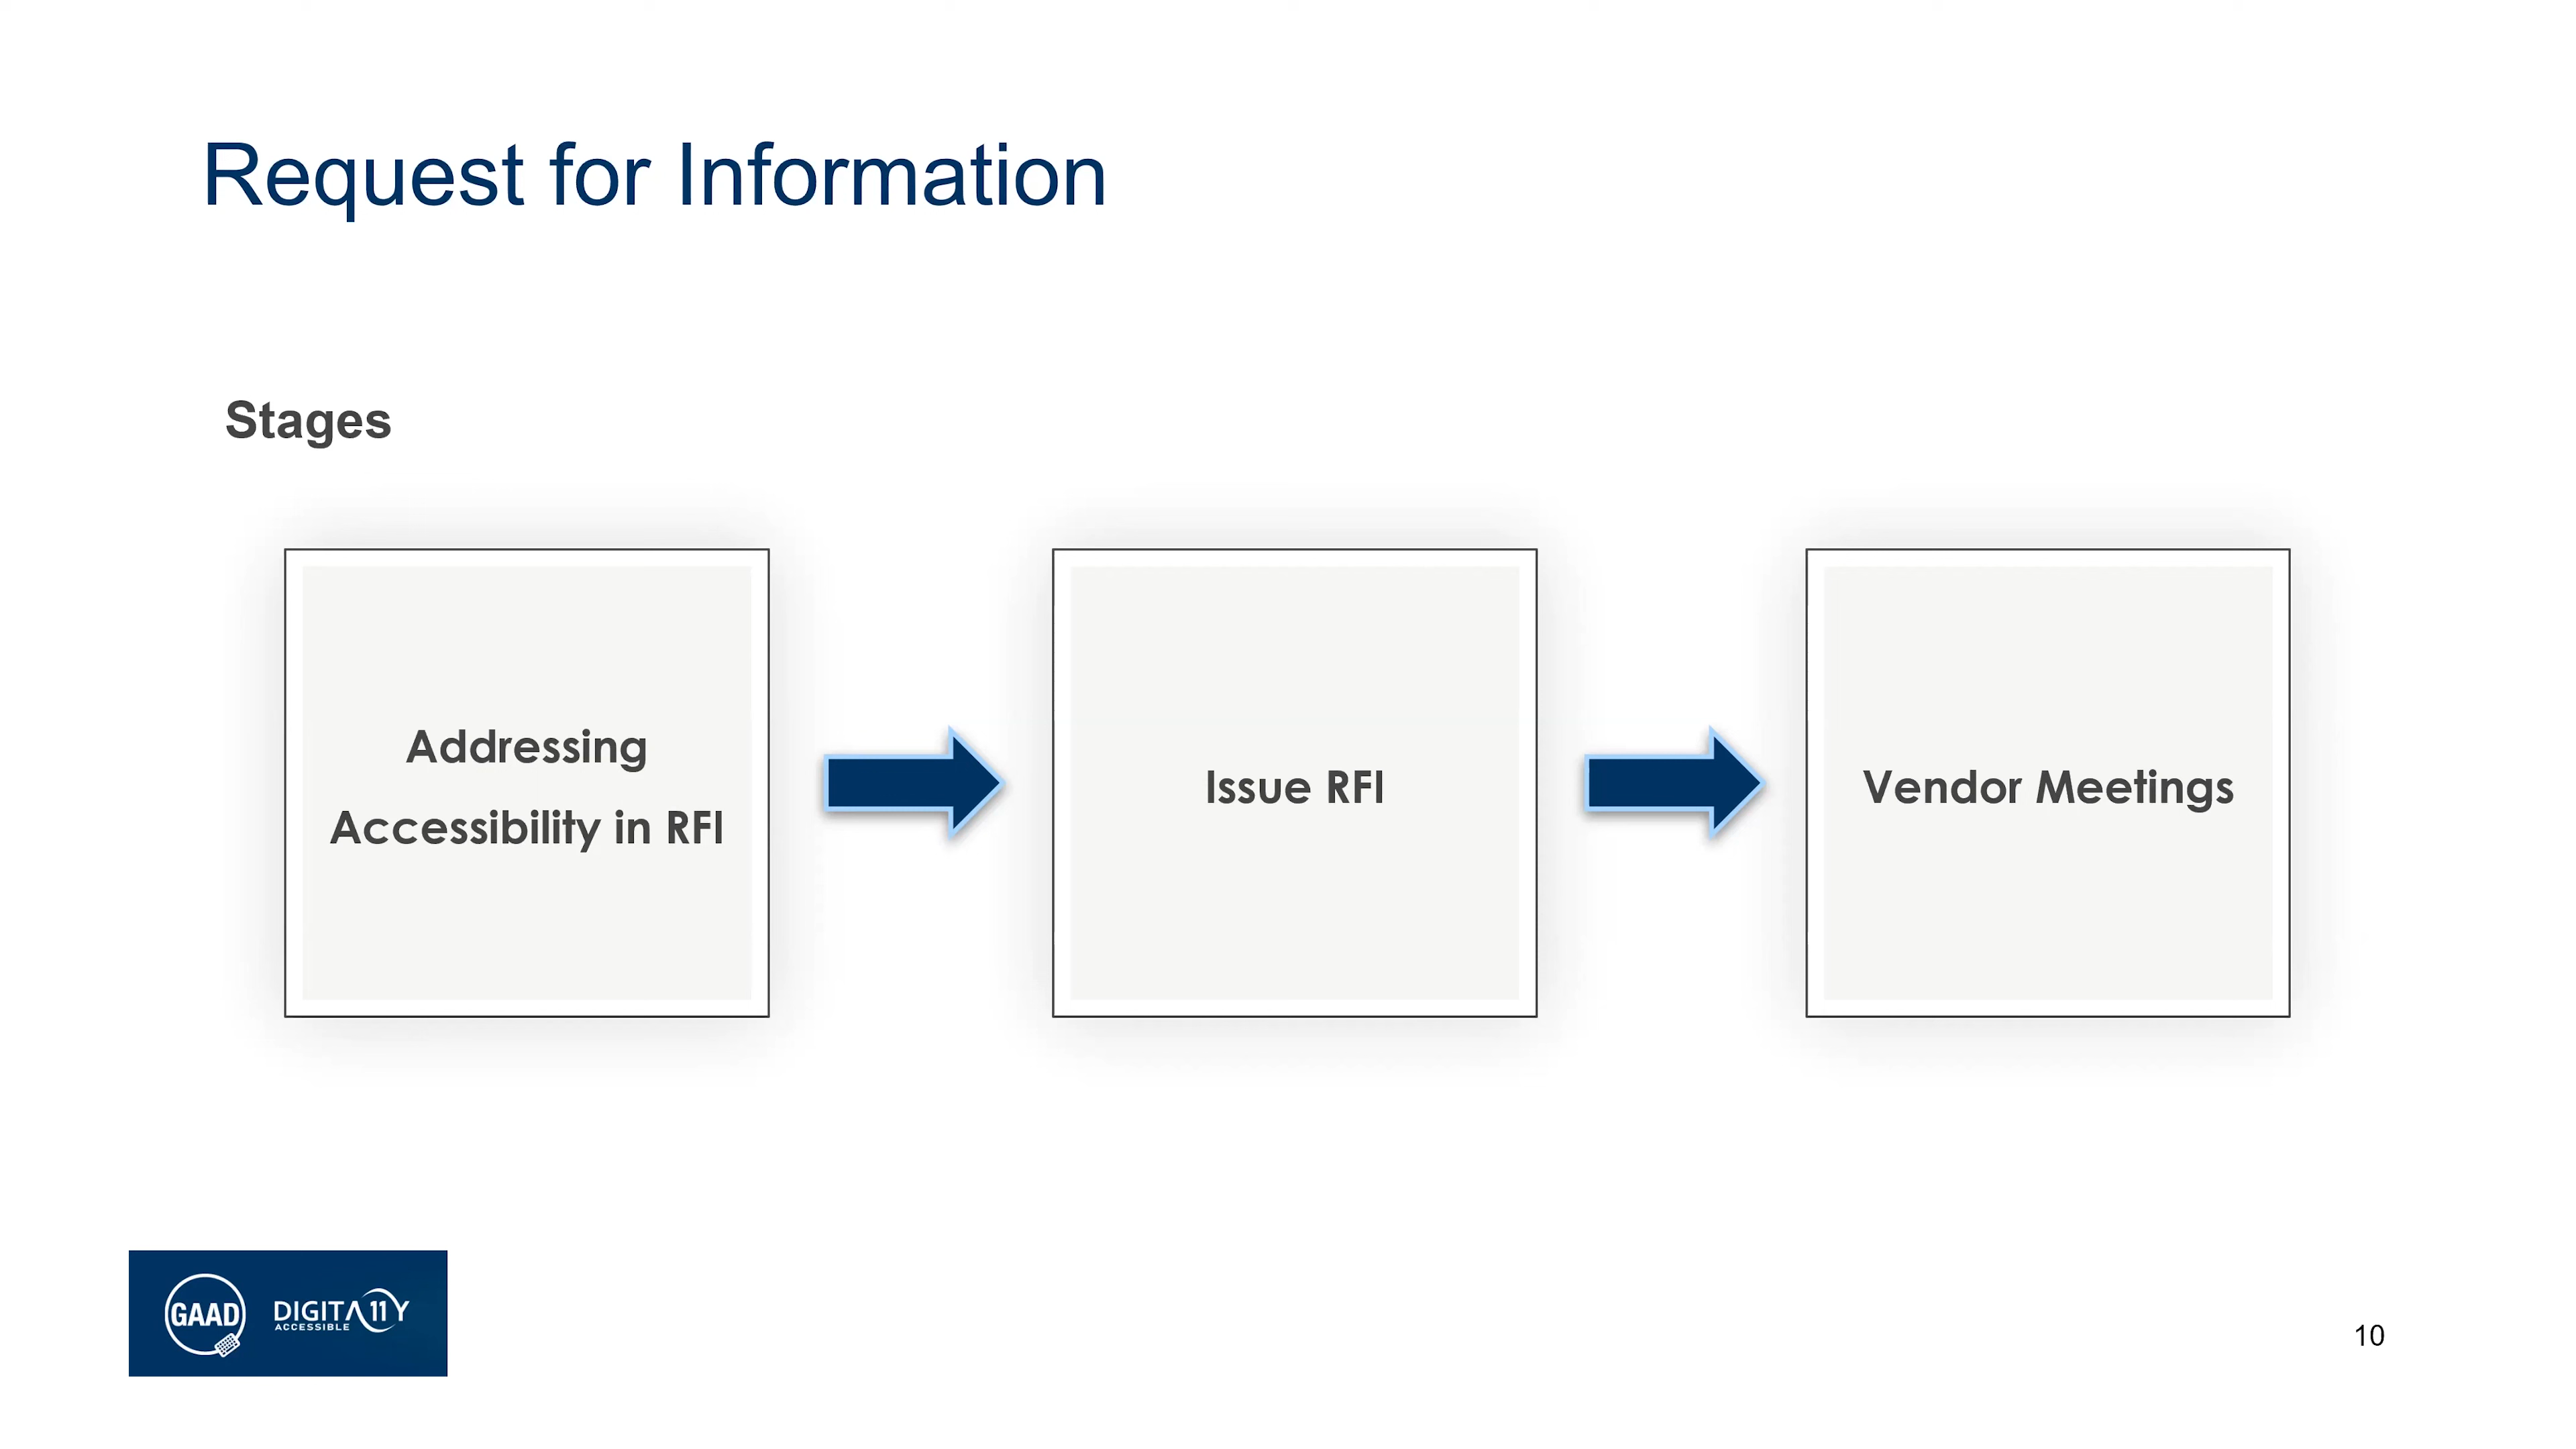 Request for Information
Stages
Addressing
Accessibility in RFI
Issue RFI
Vendor Meetings
GAAD
DIGITA11Y
ACCESSIBLE
10